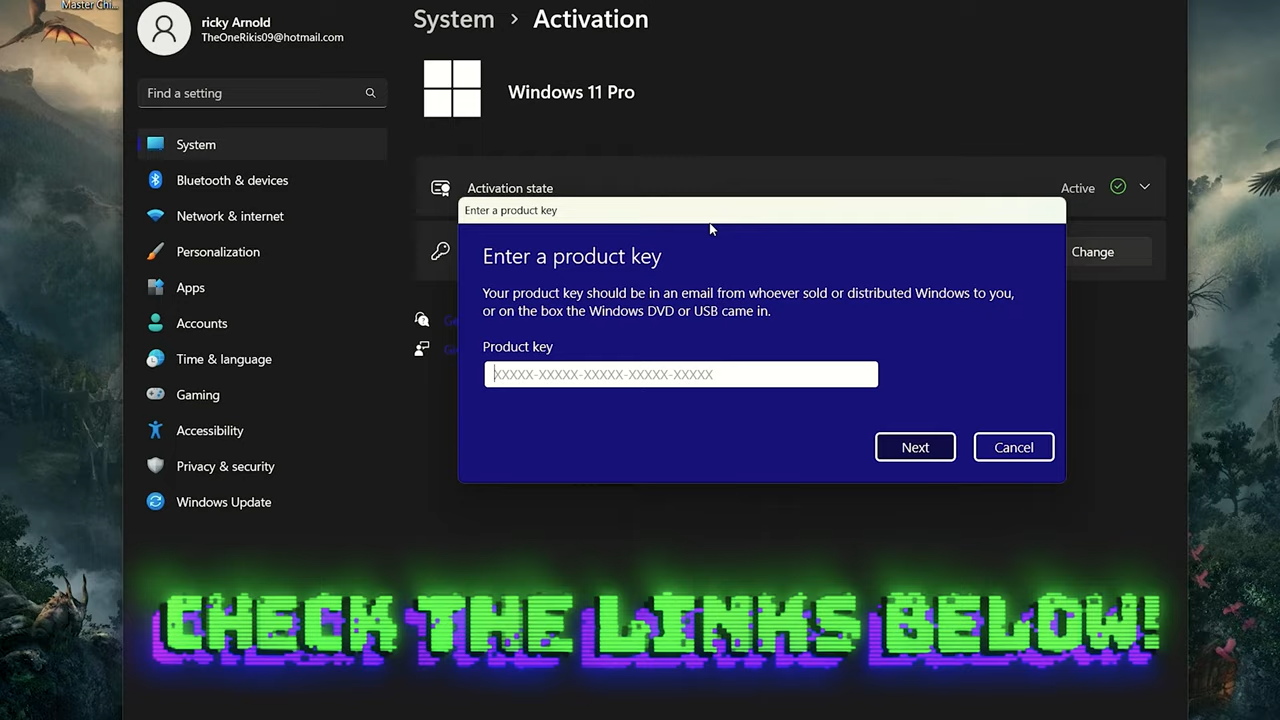 Master Chi...
ricky Arnold
TheOneRikis09@hotmail.com
System > Activation
Find a setting
Windows 11 Pro
System
Bluetooth & devices
Network & internet
Personalization
Apps
Accounts
Time & language
Gaming
Accessibility
Privacy & security
Windows Update
Activation state
Active
Change
Enter a product key
Enter a product key
Your product key should be in an email from whoever sold or distributed Windows to you,
or on the box the Windows DVD or USB came in.
Product key
XXXXX-XXXXX-XXXXX-XXXXX-XXXXX
Next
Cancel
CHECK THE LINKS BELOW!